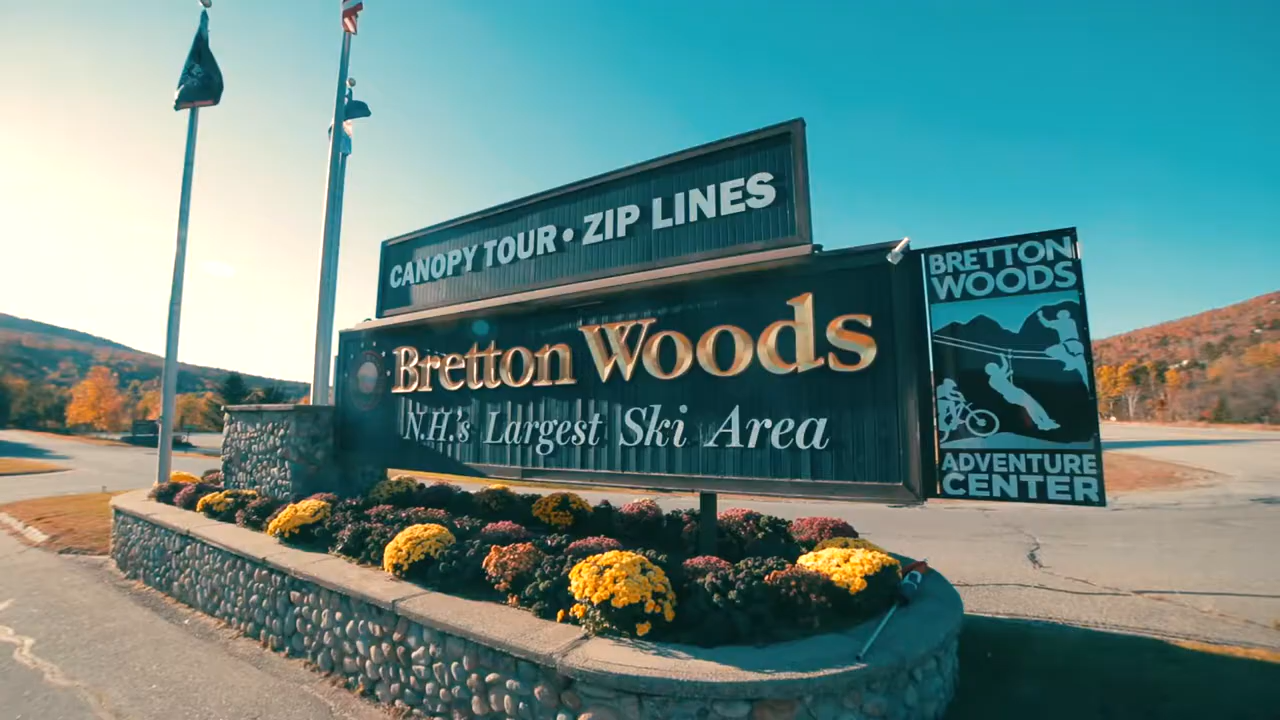 CANOPY TOUR • ZIP LINES
Bretton Woods
N.H.'s Largest Ski Area
BRETTON
WOODS
ADVENTURE
CENTER